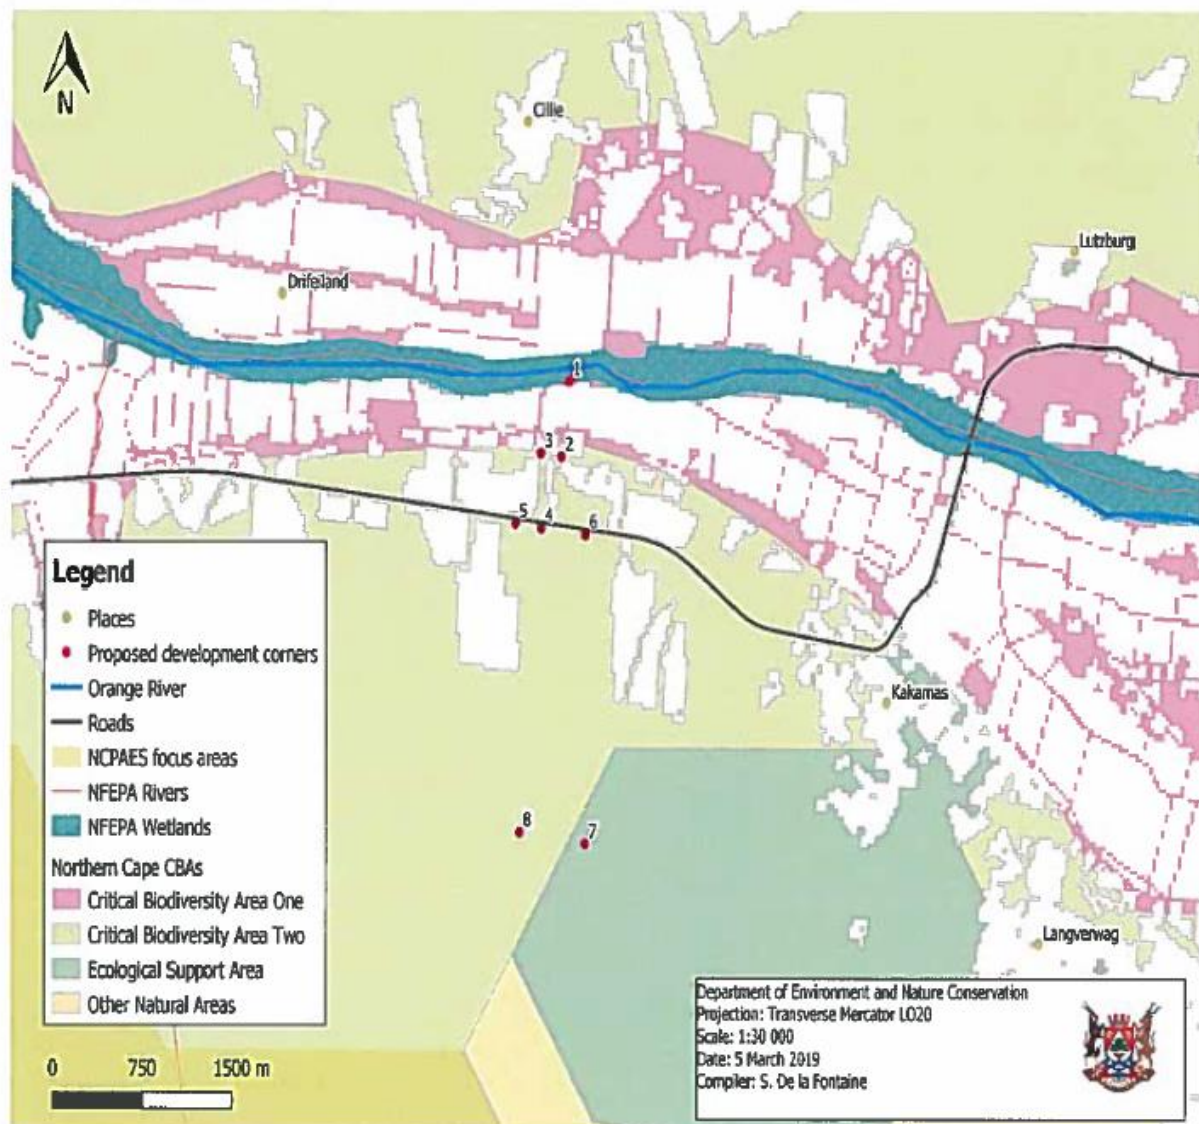 N
Cillie
Lutzburg
Drifeiland
1
3
2
5
4
6
Legend
Places
Proposed development corners
Orange River
Roads
NCPAES focus areas
NFEPA Rivers
NFEPA Wetlands
Northern Cape CBAs
Critical Biodiversity Area One
Critical Biodiversity Area Two
Ecological Support Area
Other Natural Areas
0 750 1500 m
Kakamas
8
7
Langverwag
Department of Environment and Nature Conservation
Projection: Transverse Mercator LO20
Scale: 1:30 000
Date: 5 March 2019
Compiler: S. De la Fontaine